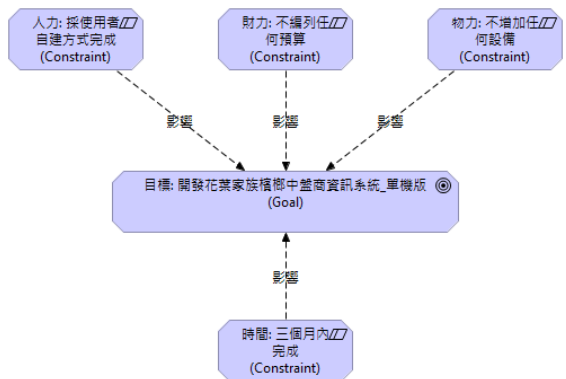 人力: 採使用者
自建方式完成
(Constraint)
財力: 不編列任
何預算
(Constraint)
物力: 不增加任
何設備
(Constraint)
影響
影響
影響
目標: 開發花葉家族檳榔中盤商資訊系統_單機版
(Goal)
影響
時間: 三個月內
完成
(Constraint)